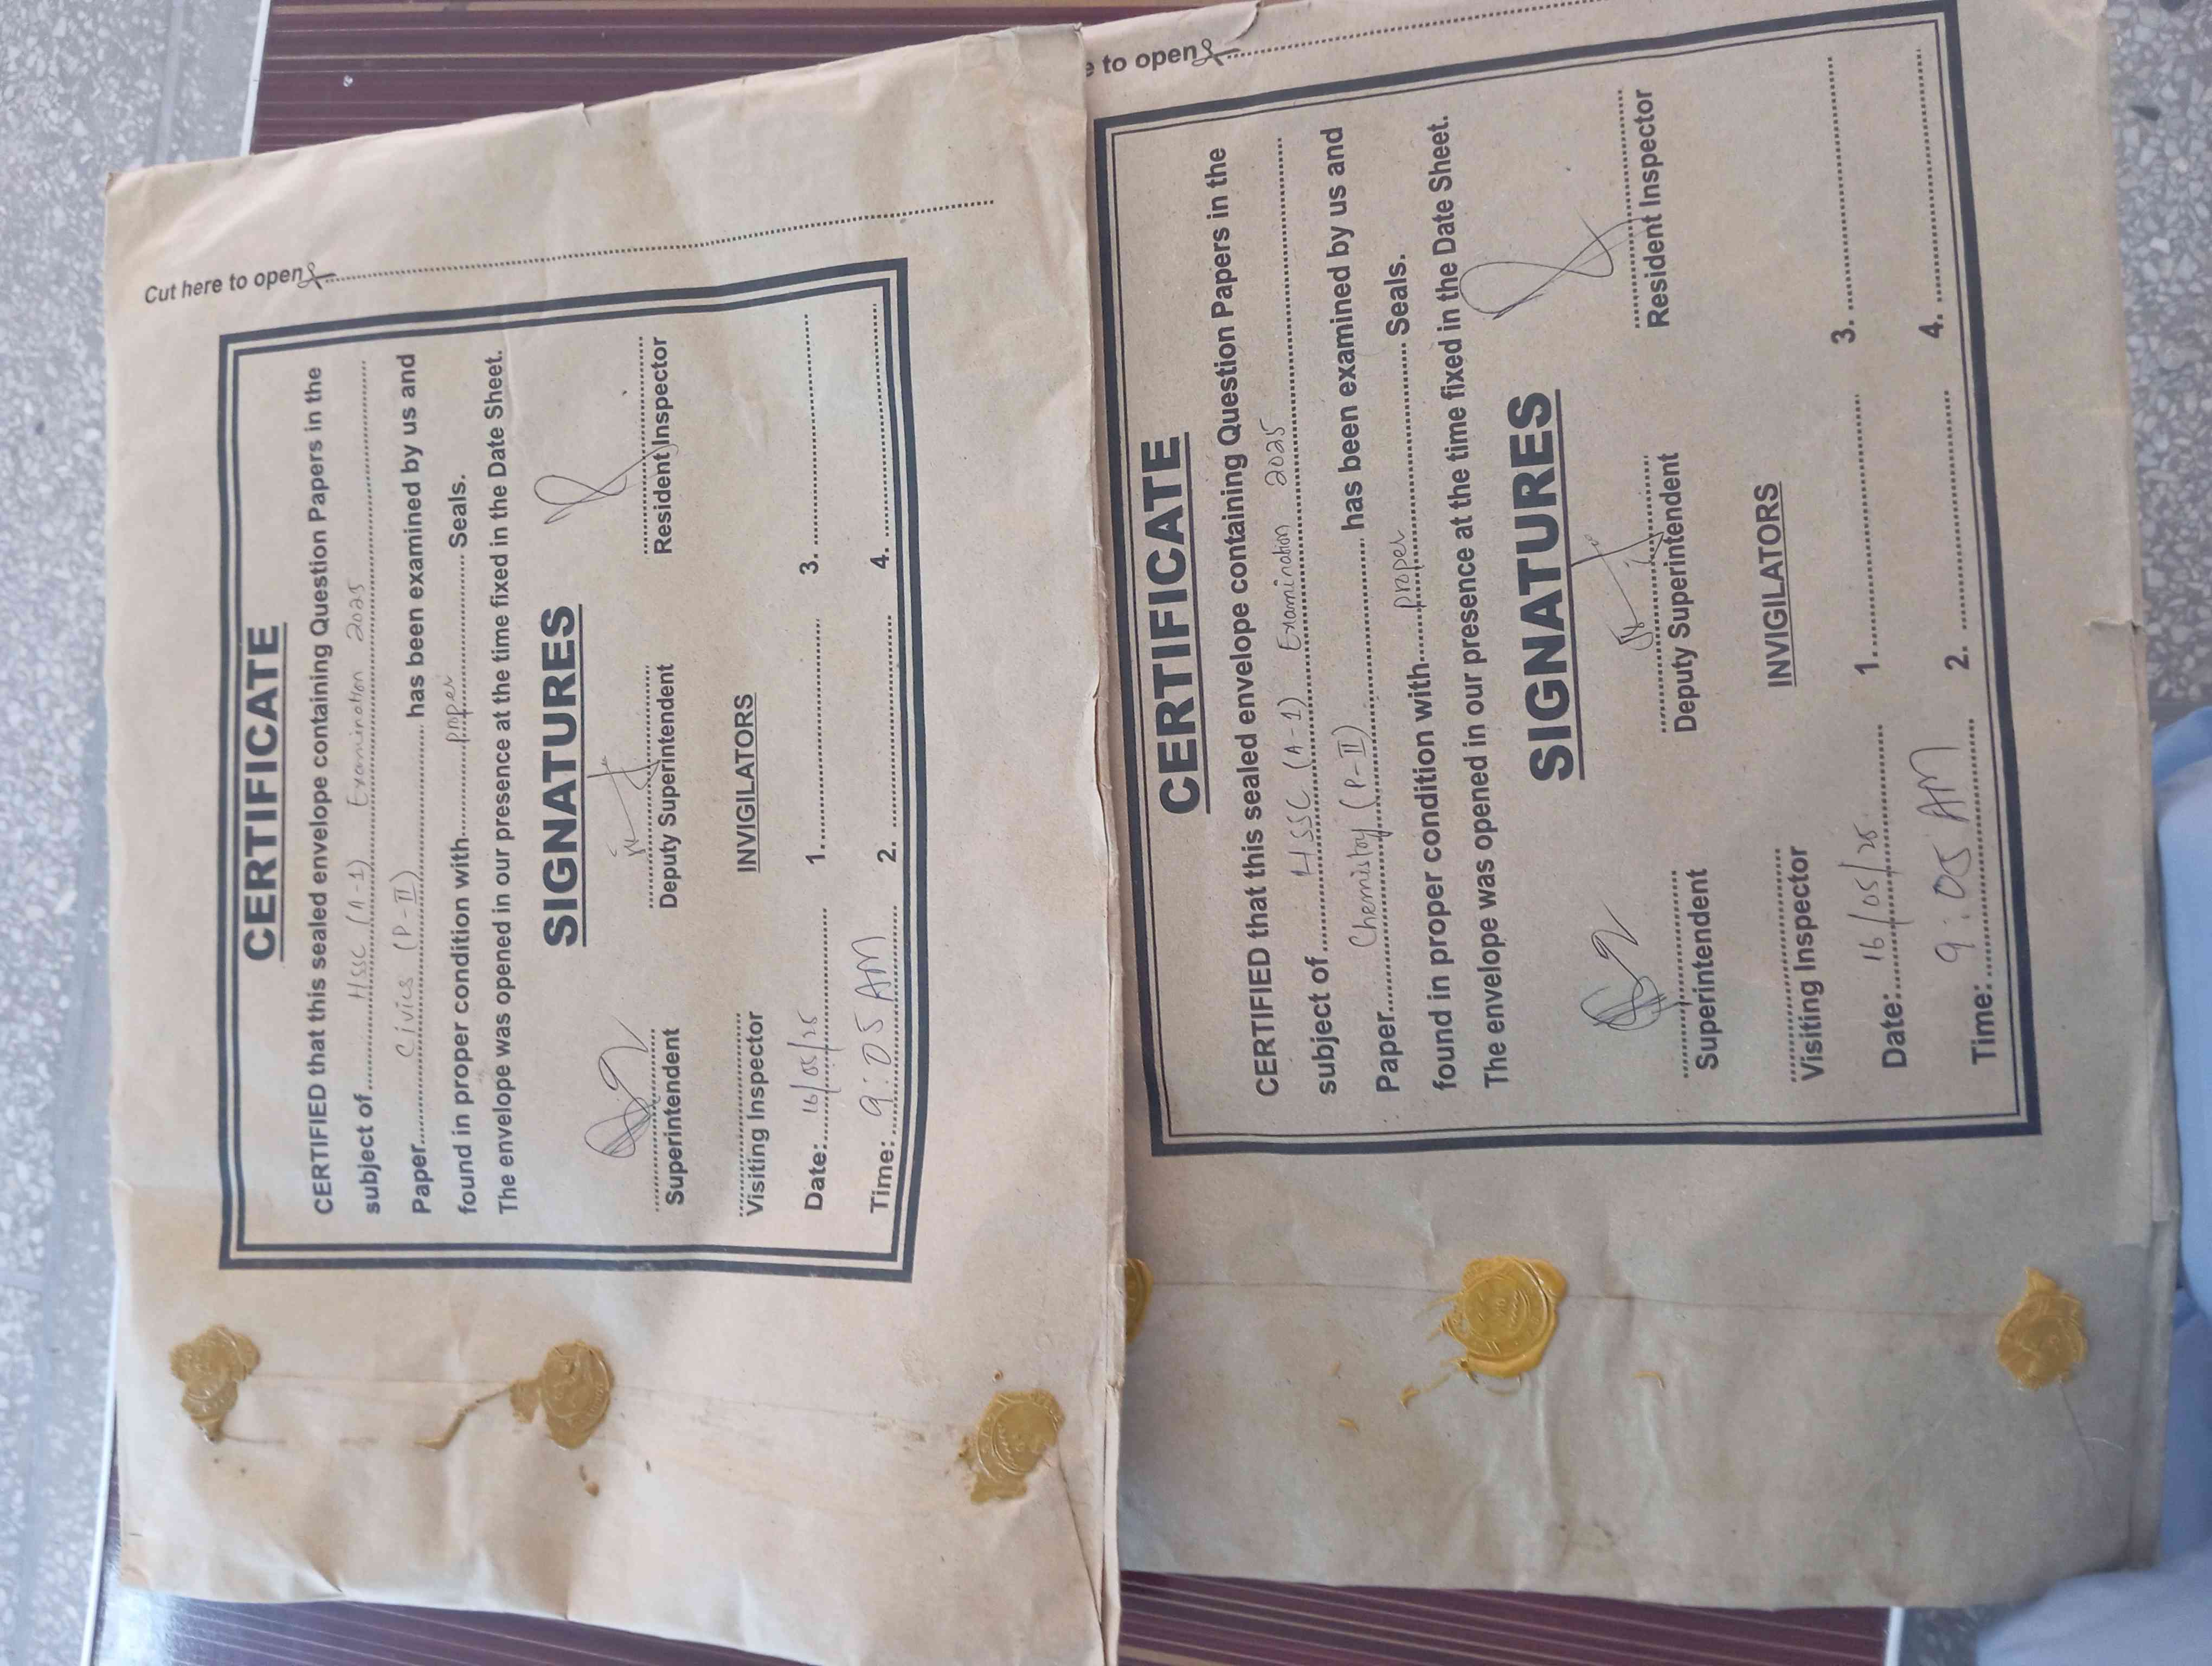 Cut here to open
CERTIFICATE
CERTIFIED that this sealed envelope containing Question Papers in the
subject of HSSC (A-1) Examination 2025
Paper Civics (P-II) has been examined by us and
found in proper condition with proper Seals.
The envelope was opened in our presence at the time fixed in the Date Sheet.
SIGNATURES
Superintendent Deputy Superintendent Resident Inspector
Visiting Inspector INVIGILATORS
Date: 16/05/25 1. 3.
Time: 9:05 AM 2. 4.
e to open
CERTIFICATE
CERTIFIED that this sealed envelope containing Question Papers in the
subject of HSSC (A-1) Examination 2025
Paper Chemistry (P-II) has been examined by us and
found in proper condition with proper Seals.
The envelope was opened in our presence at the time fixed in the Date Sheet.
SIGNATURES
Superintendent Deputy Superintendent Resident Inspector
Visiting Inspector INVIGILATORS
Date: 16/05/25. 1. 3.
Time: 9:05 AM 2. 4.